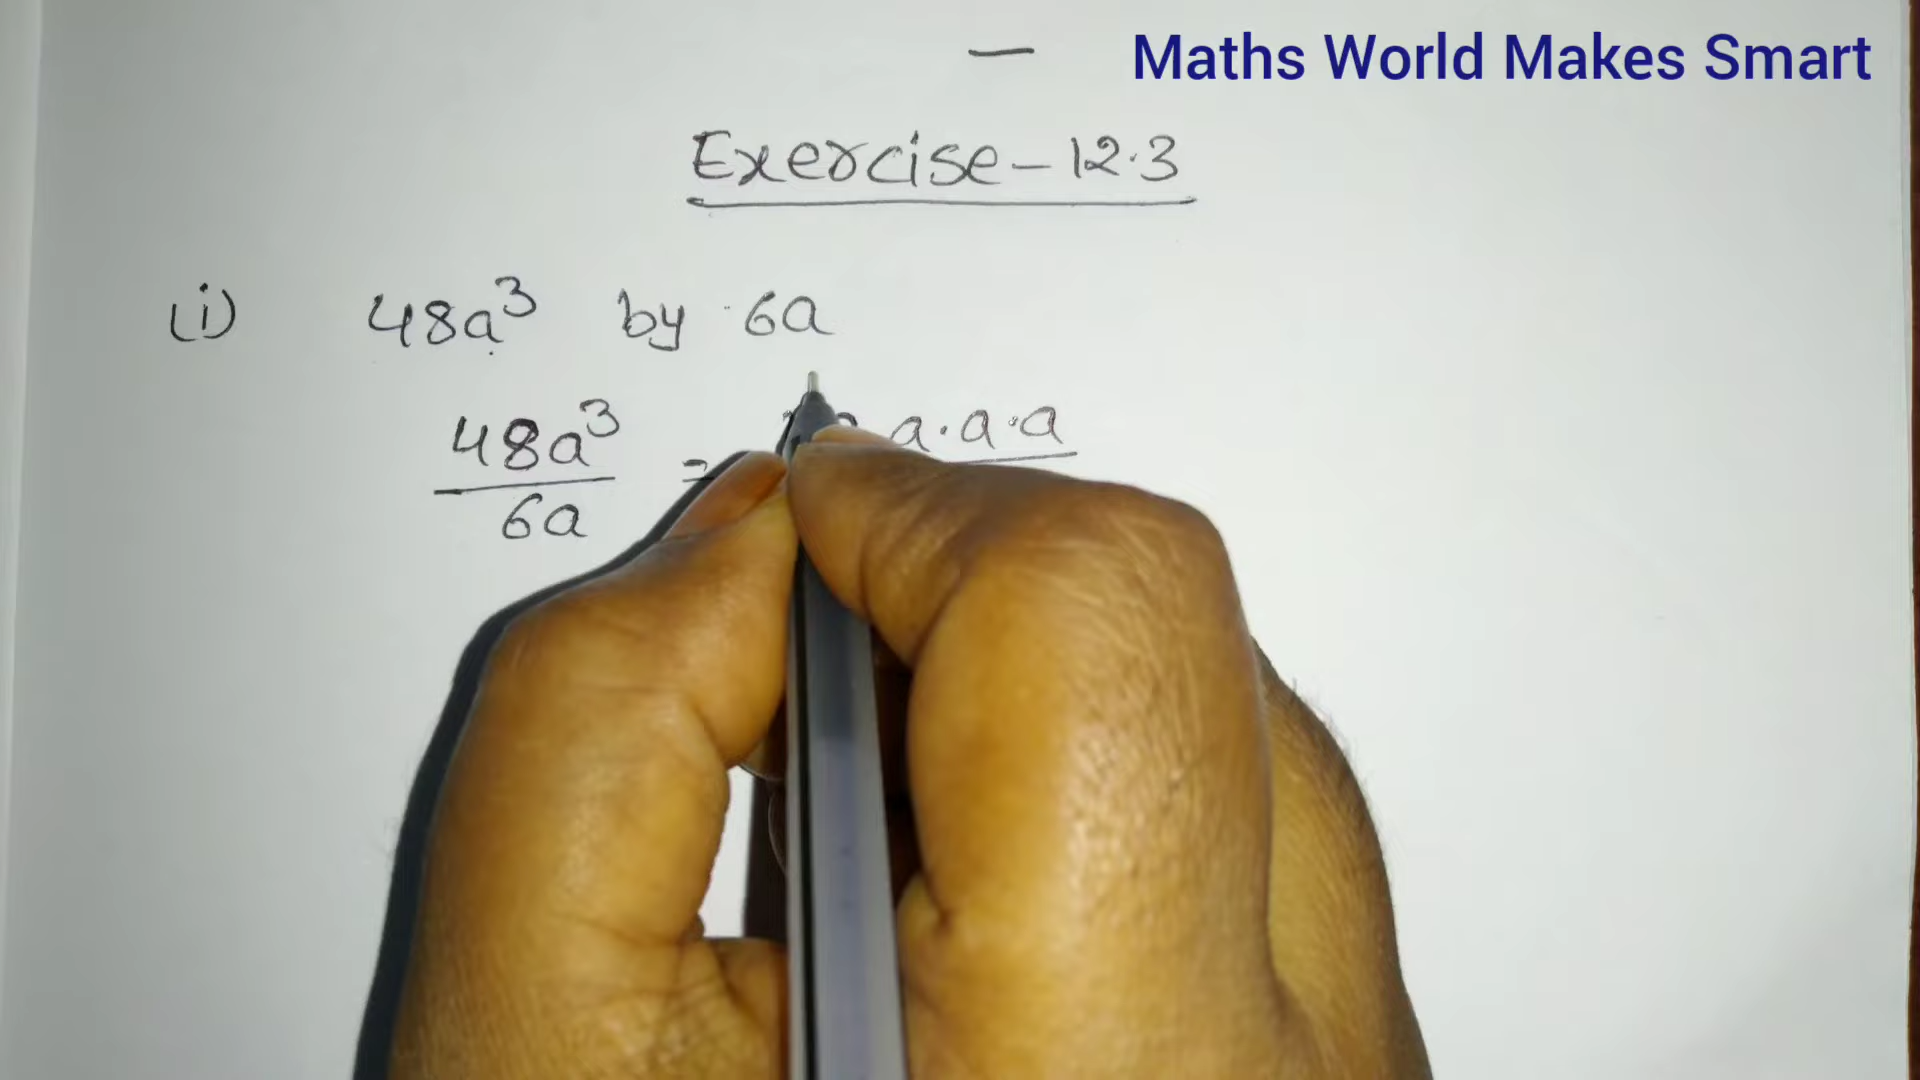 Maths World Makes Smart
Exercise - 12.3
(i) 48a³ by 6a
48a³ = a·a·a
6a